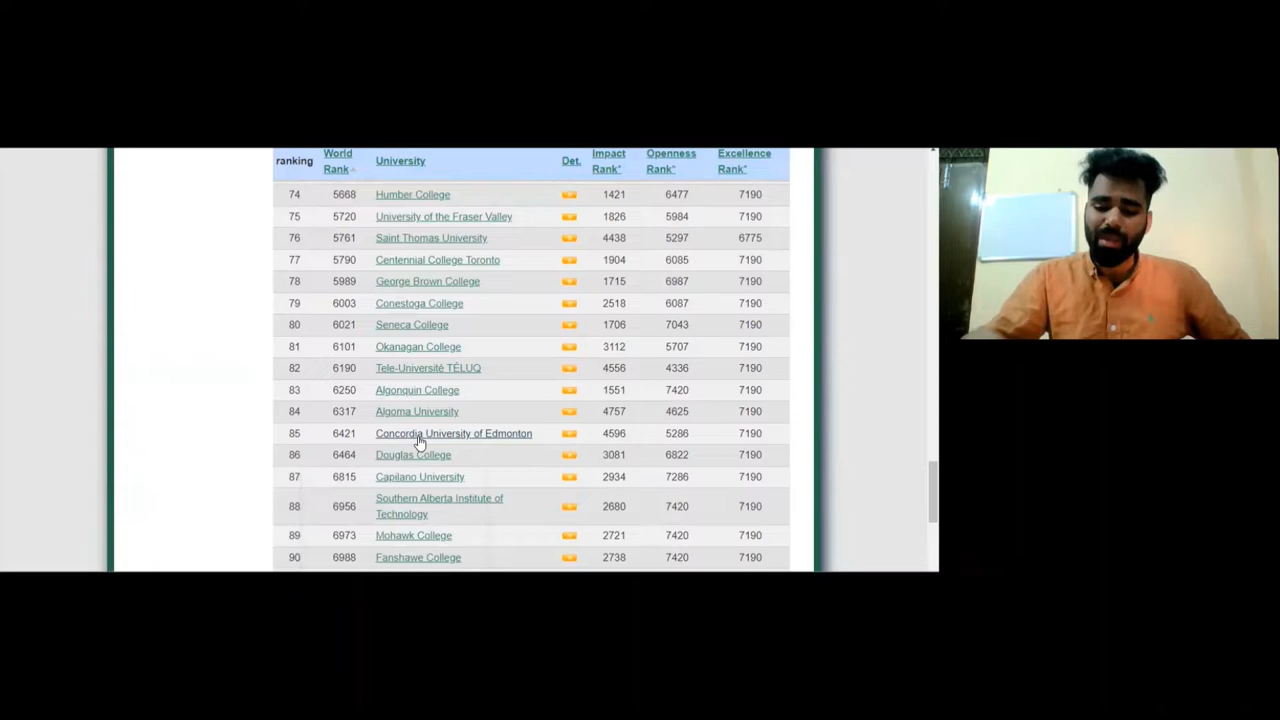 ranking World Rank University Det. Impact Rank* Openness Rank* Excellence Rank*
74 5668 Humber College 1421 6477 7190
75 5720 University of the Fraser Valley 1826 5984 7190
76 5761 Saint Thomas University 4438 5297 6775
77 5790 Centennial College Toronto 1904 6085 7190
78 5989 George Brown College 1715 6987 7190
79 6003 Conestoga College 2518 6087 7190
80 6021 Seneca College 1706 7043 7190
81 6101 Okanagan College 3112 5707 7190
82 6190 Tele-Université TÉLUQ 4556 4336 7190
83 6250 Algonquin College 1551 7420 7190
84 6317 Algoma University 4757 4625 7190
85 6421 Concordia University of Edmonton 4596 5286 7190
86 6464 Douglas College 3081 6822 7190
87 6815 Capilano University 2934 7286 7190
88 6956 Southern Alberta Institute of Technology 2680 7420 7190
89 6973 Mohawk College 2721 7420 7190
90 6988 Fanshawe College 2738 7420 7190